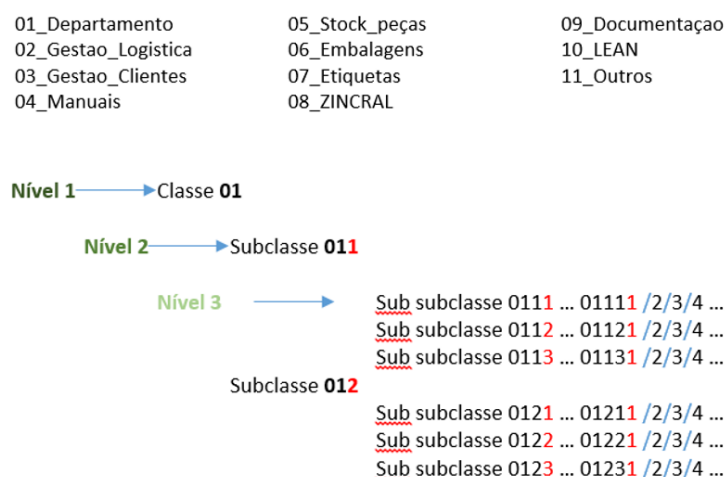 01_Departamento
02_Gestao_Logistica
03_Gestao_Clientes
04_Manuais
05_Stock_peças
06_Embalagens
07_Etiquetas
08_ZINCRAL
09_Documentaçao
10_LEAN
11_Outros
Nível 1 Classe 01
Nível 2 Subclasse 011
Nível 3 Sub subclasse 0111 ... 01111 /2/3/4 ...
Sub subclasse 0112 ... 01121 /2/3/4 ...
Sub subclasse 0113 ... 01131 /2/3/4 ...
Subclasse 012
Sub subclasse 0121 ... 01211 /2/3/4 ...
Sub subclasse 0122 ... 01221 /2/3/4 ...
Sub subclasse 0123 ... 01231 /2/3/4 ...